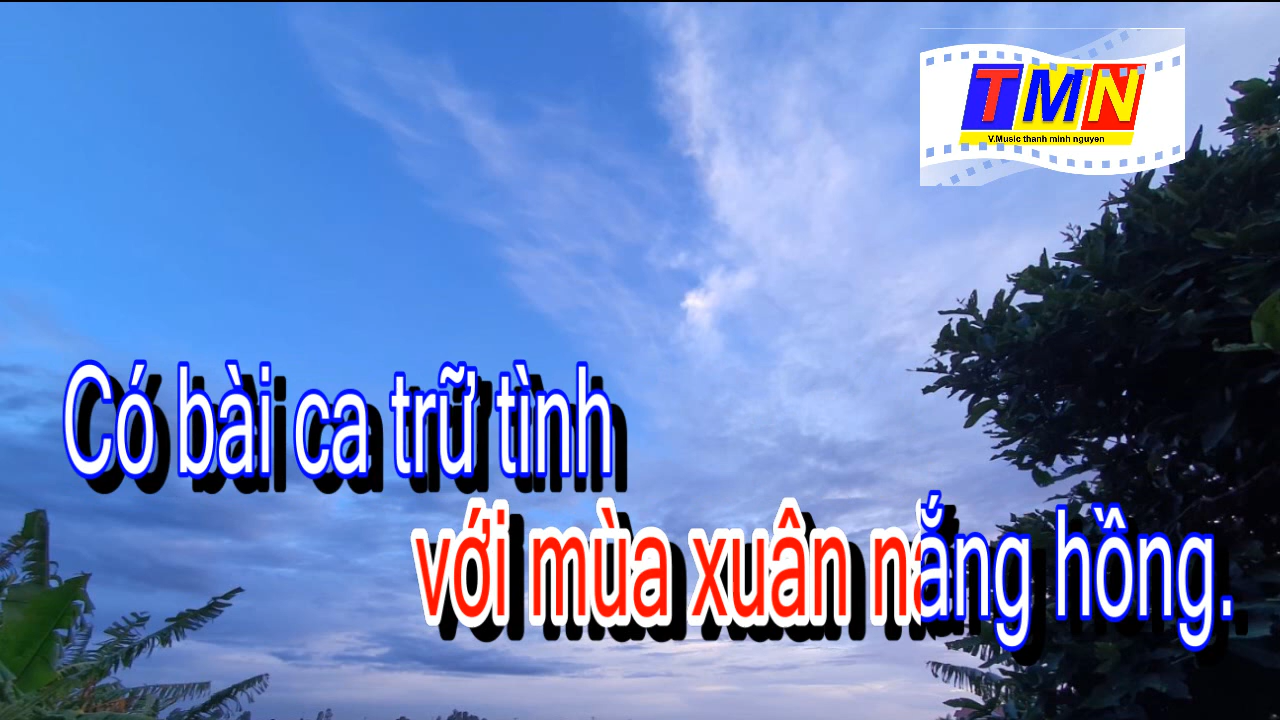 TMN
V.Music thanh minh nguyen
Có bài ca trữ tình
với mùa xuân nắng hồng.